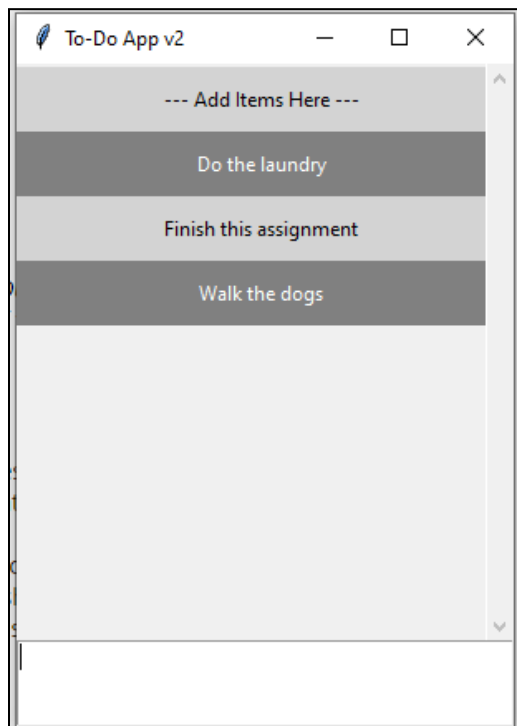 To-Do App v2
--- Add Items Here ---
Do the laundry
Finish this assignment
Walk the dogs